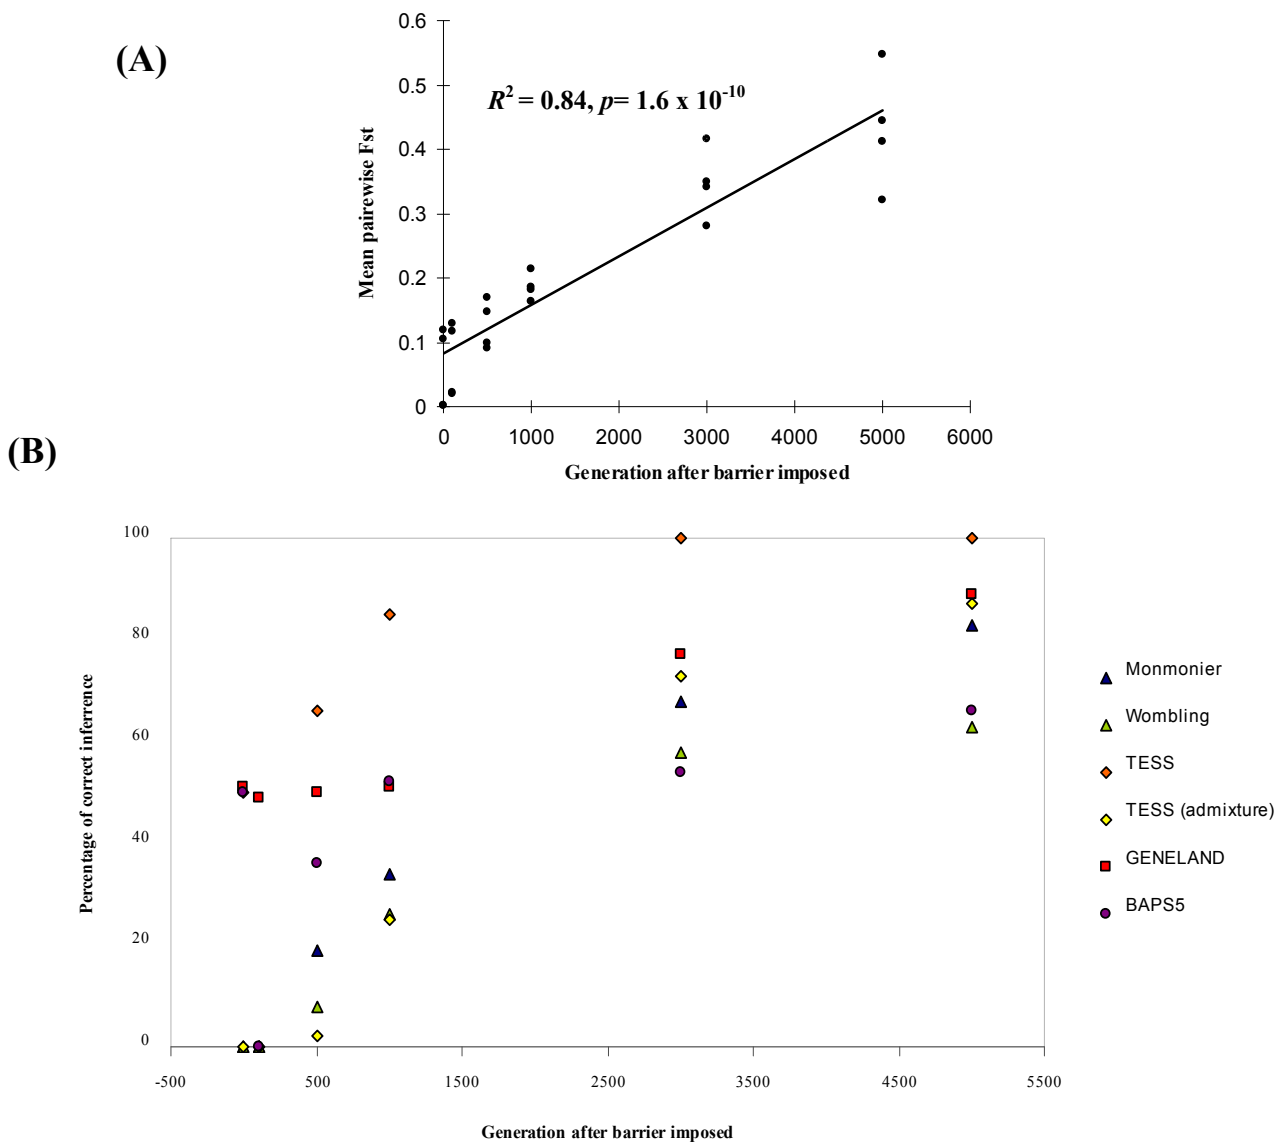 (A)
0.6
0.5
0.4
0.3
0.2
0.1
0
Mean pairewise Fst
R² = 0.84, p= 1.6 x 10⁻¹⁰
0 1000 2000 3000 4000 5000 6000
Generation after barrier imposed
(B)
100
80
60
40
20
0
Percentage of correct inferrence
-500 500 1500 2500 3500 4500 5500
Generation after barrier imposed
Monmonier
Wombling
TESS
TESS (admixture)
GENELAND
BAPS5